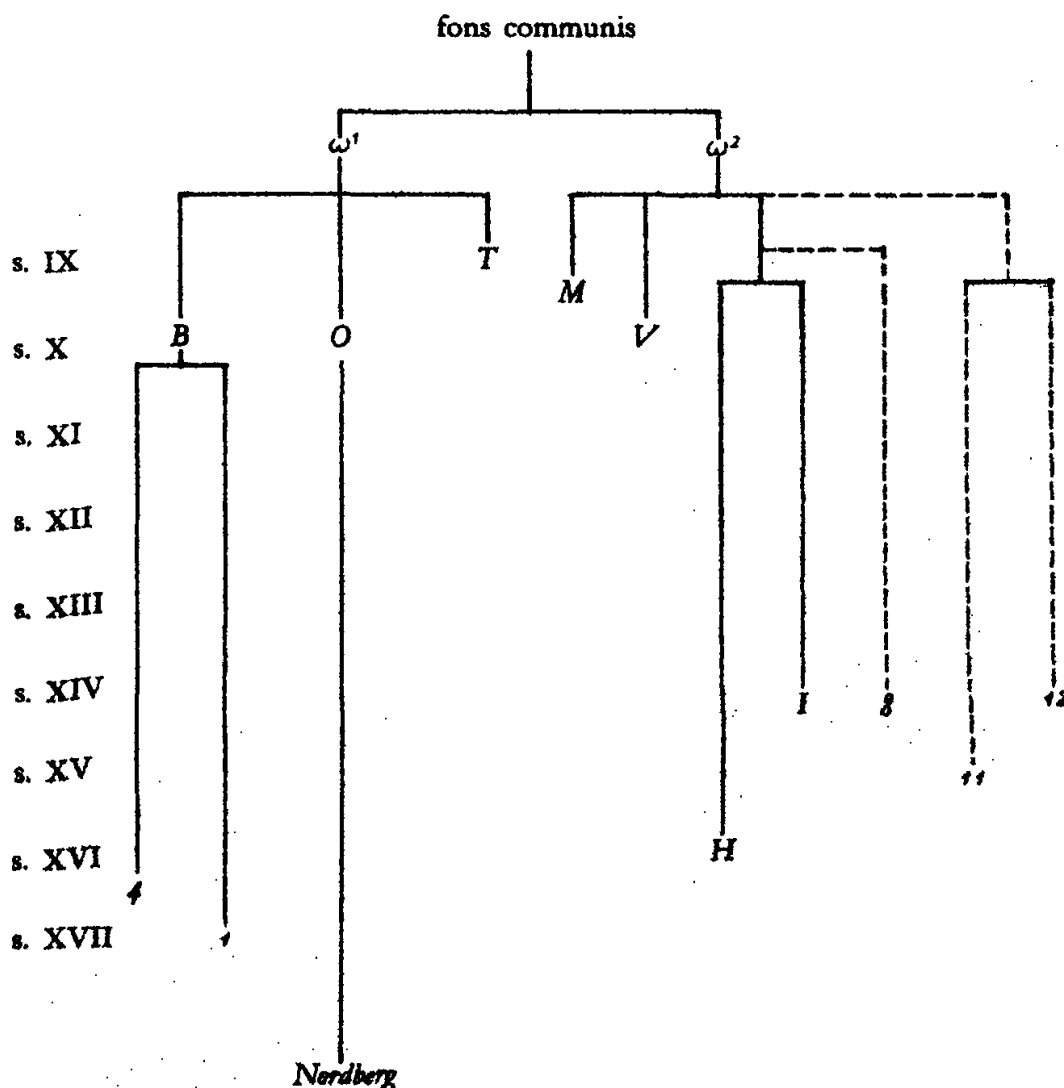 fons communis
ω¹ ω²
s. IX T M
s. X B O V
s. XI
s. XII
s. XIII
s. XIV I 8 12
s. XV 11
s. XVI 4 H
s. XVII 1
Nordberg